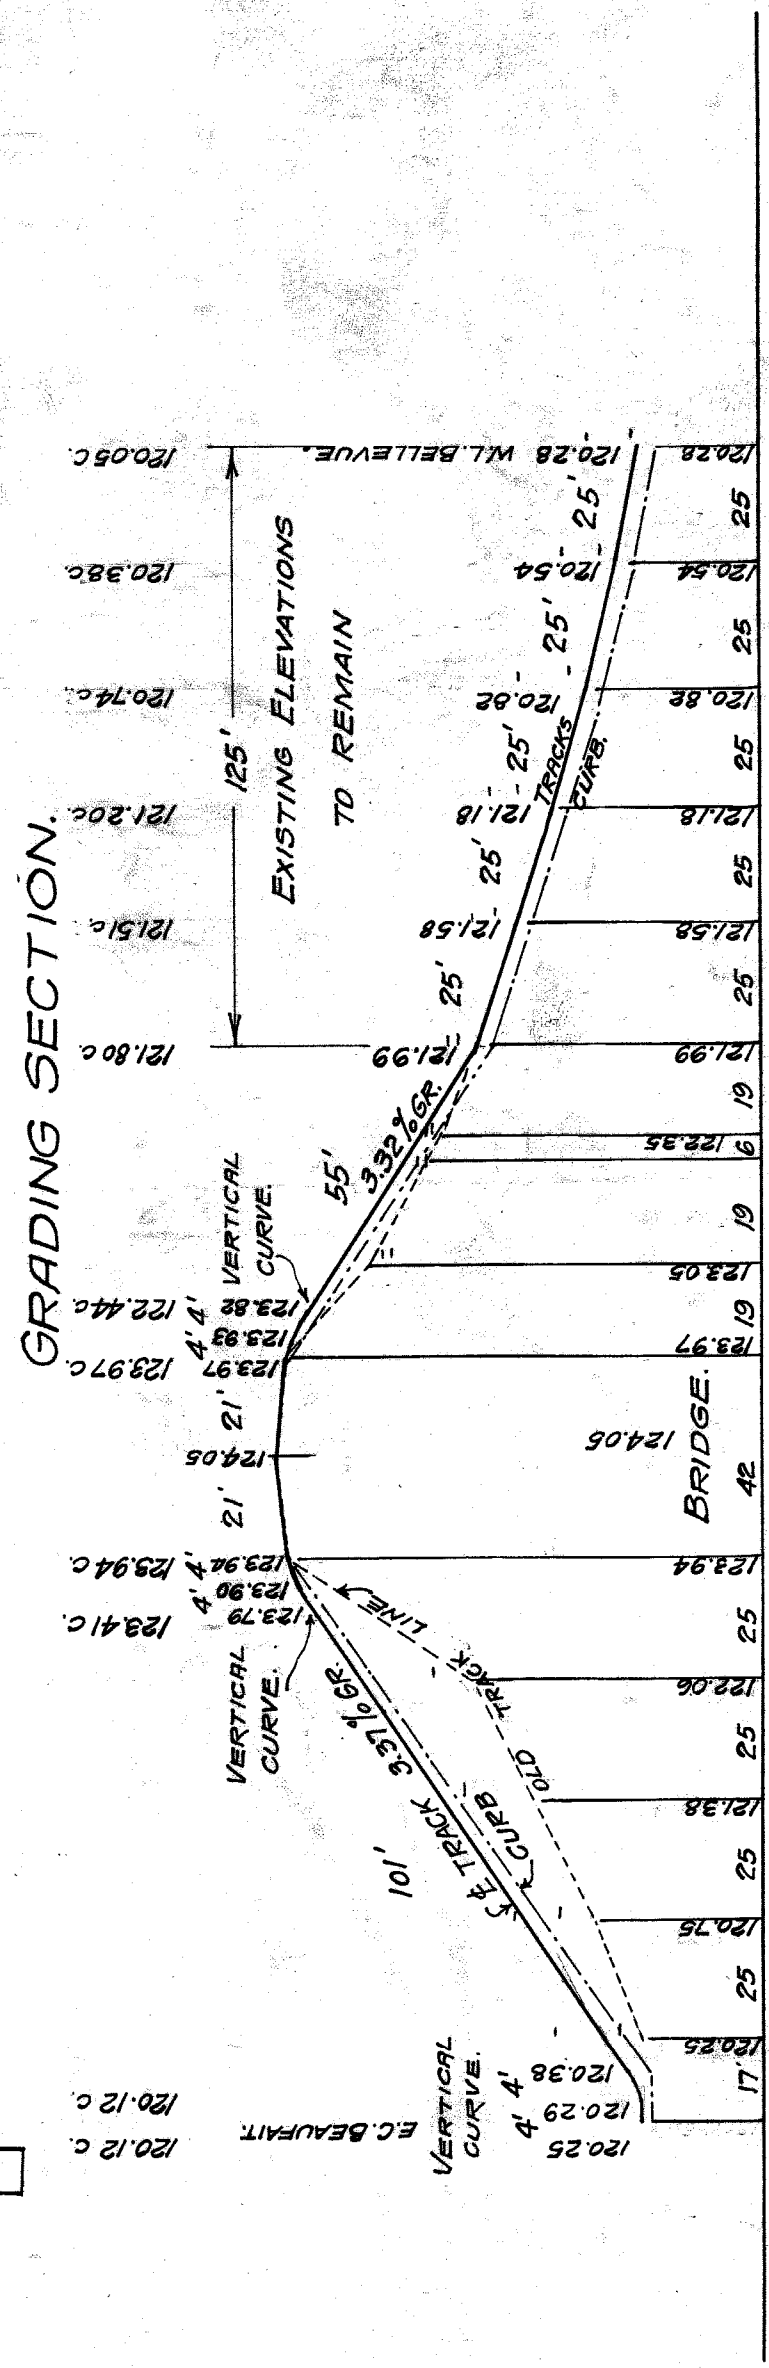 GRADING SECTION.
120.12 C.
120.12 C.
123.41 C.
123.94 C.
123.97 C.
122.44 C.
121.80 C.
121.51 C.
121.20 C.
120.74 C.
120.38 C.
120.05 C.
E.C. BEAUFAIT.
125'
EXISTING ELEVATIONS
TO REMAIN
W.L. BELLEVUE.
VERTICAL
CURVE.
4' 4'
120.25
120.29
120.38
101'
3.37% GR.
₵ TRACK
CURB
OLD TRACK LINE
VERTICAL
CURVE.
4' 4'
123.79
123.90
123.94
21'
124.05
21'
4' 4'
123.97
123.93
123.82
VERTICAL
CURVE.
55'
3.32% GR.
121.99
25'
121.58
25'
121.18
25'
120.82
25'
120.54
25'
120.28
TRACKS
CURB.
124.05
BRIDGE.
120.25
120.75
121.38
122.06
123.94
123.97
123.05
122.35
121.99
121.58
121.18
120.82
120.54
120.28
17'
25
25
25
25
42
19
19
6
19
25
25
25
25
25